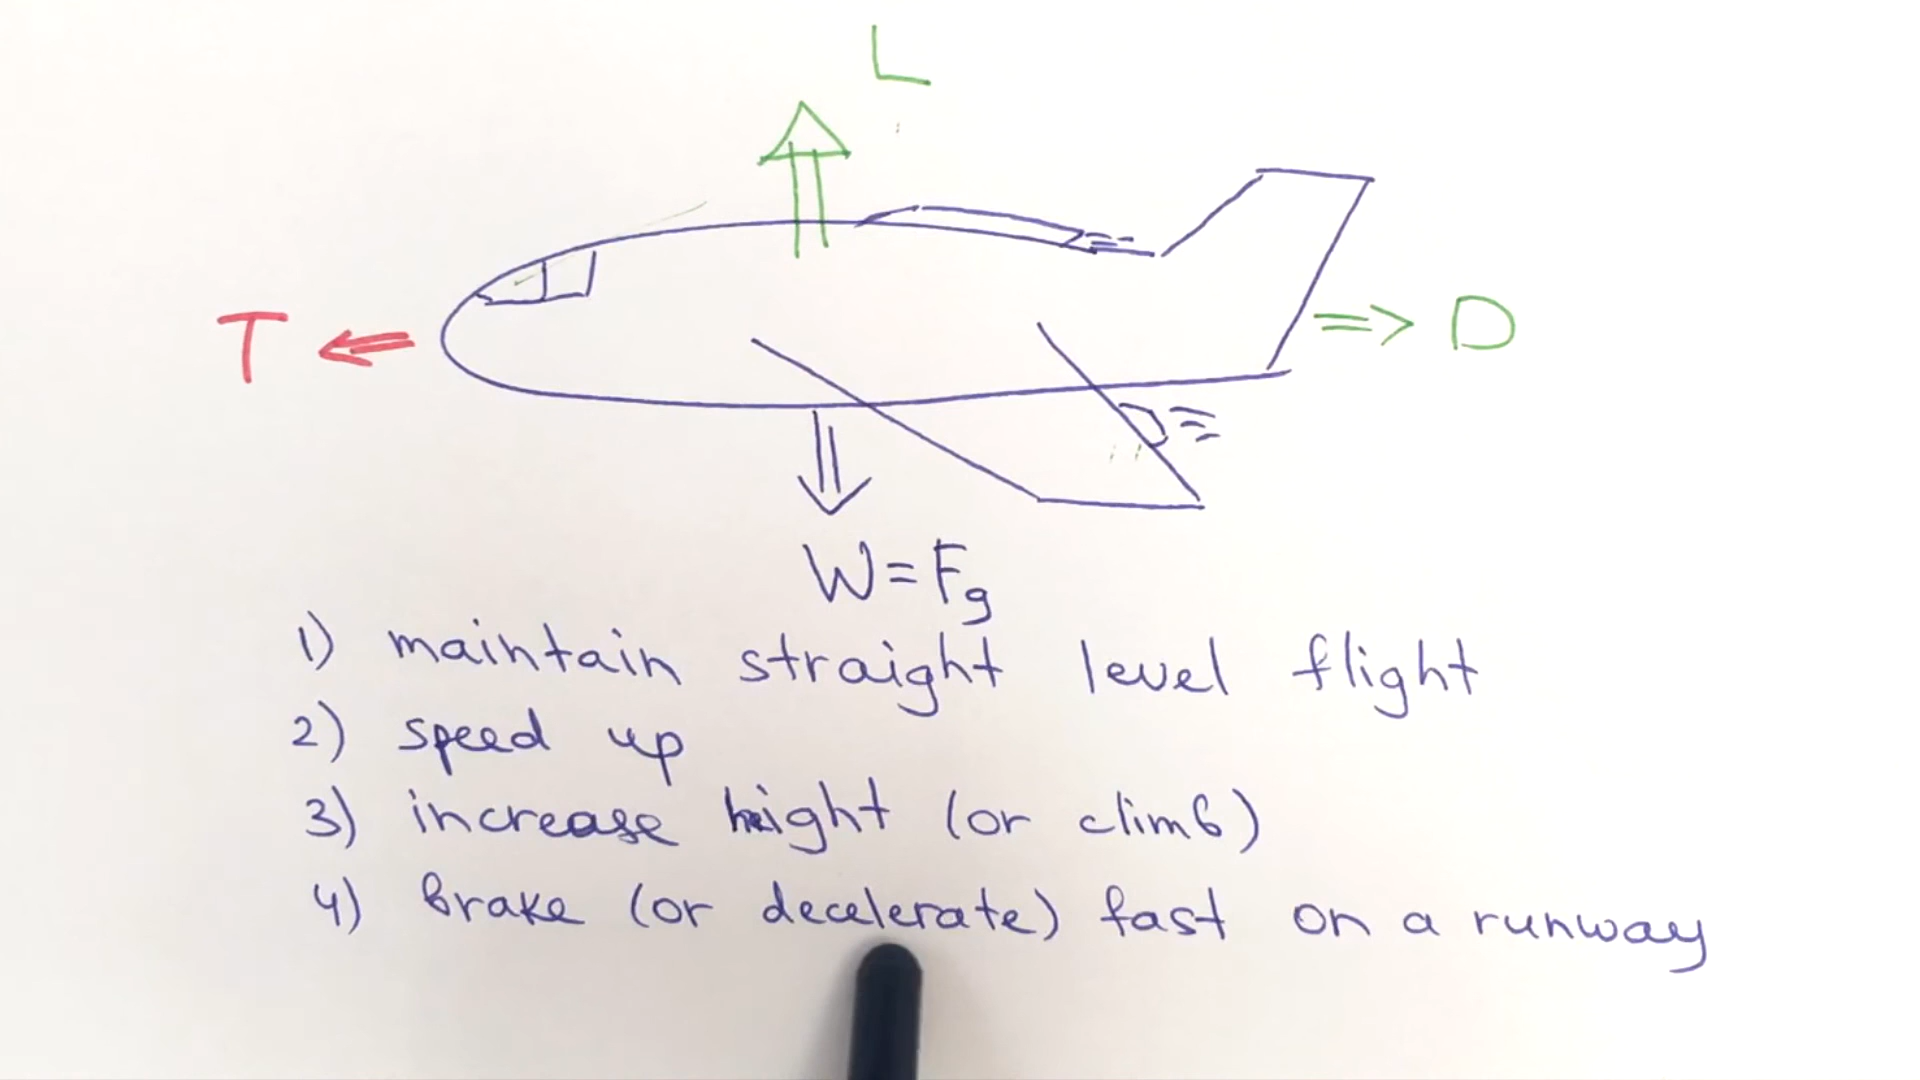 L
T
D
W=Fg
1) maintain straight level flight
2) speed up
3) increase height (or climb)
4) brake (or decelerate) fast on a runway